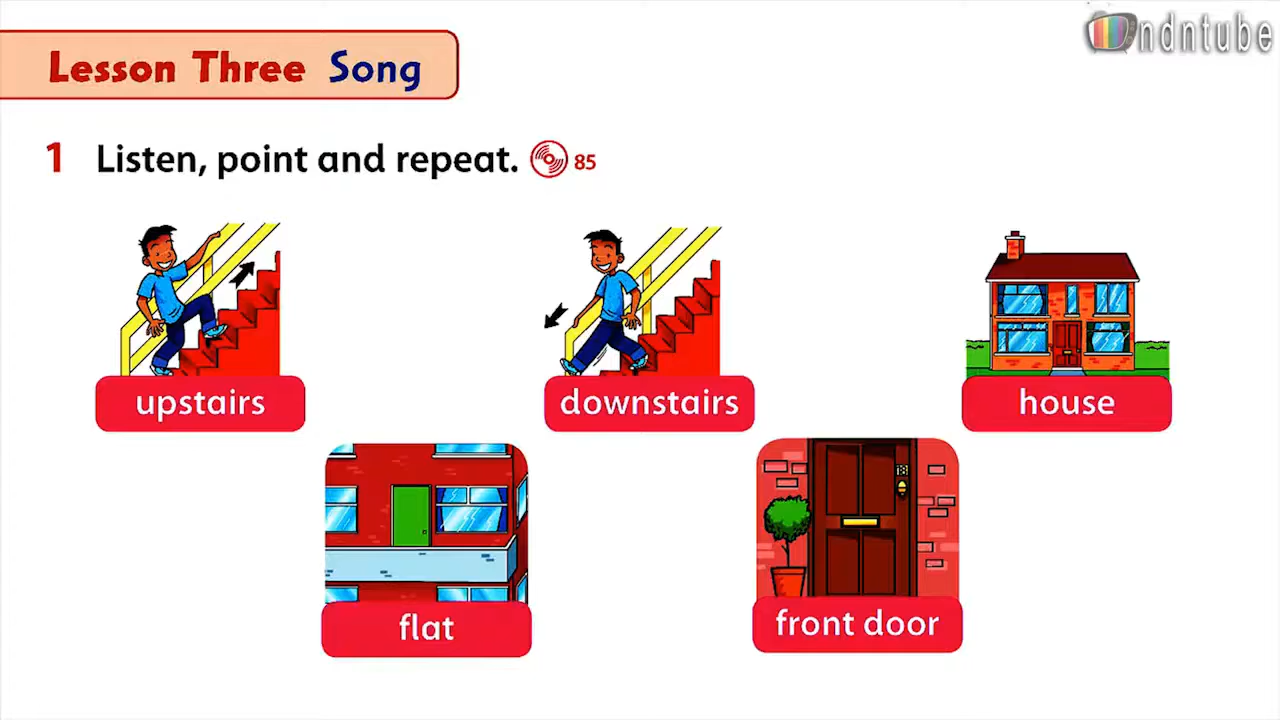 ndntube
Lesson Three Song
1 Listen, point and repeat. 85
upstairs
downstairs
house
flat
front door